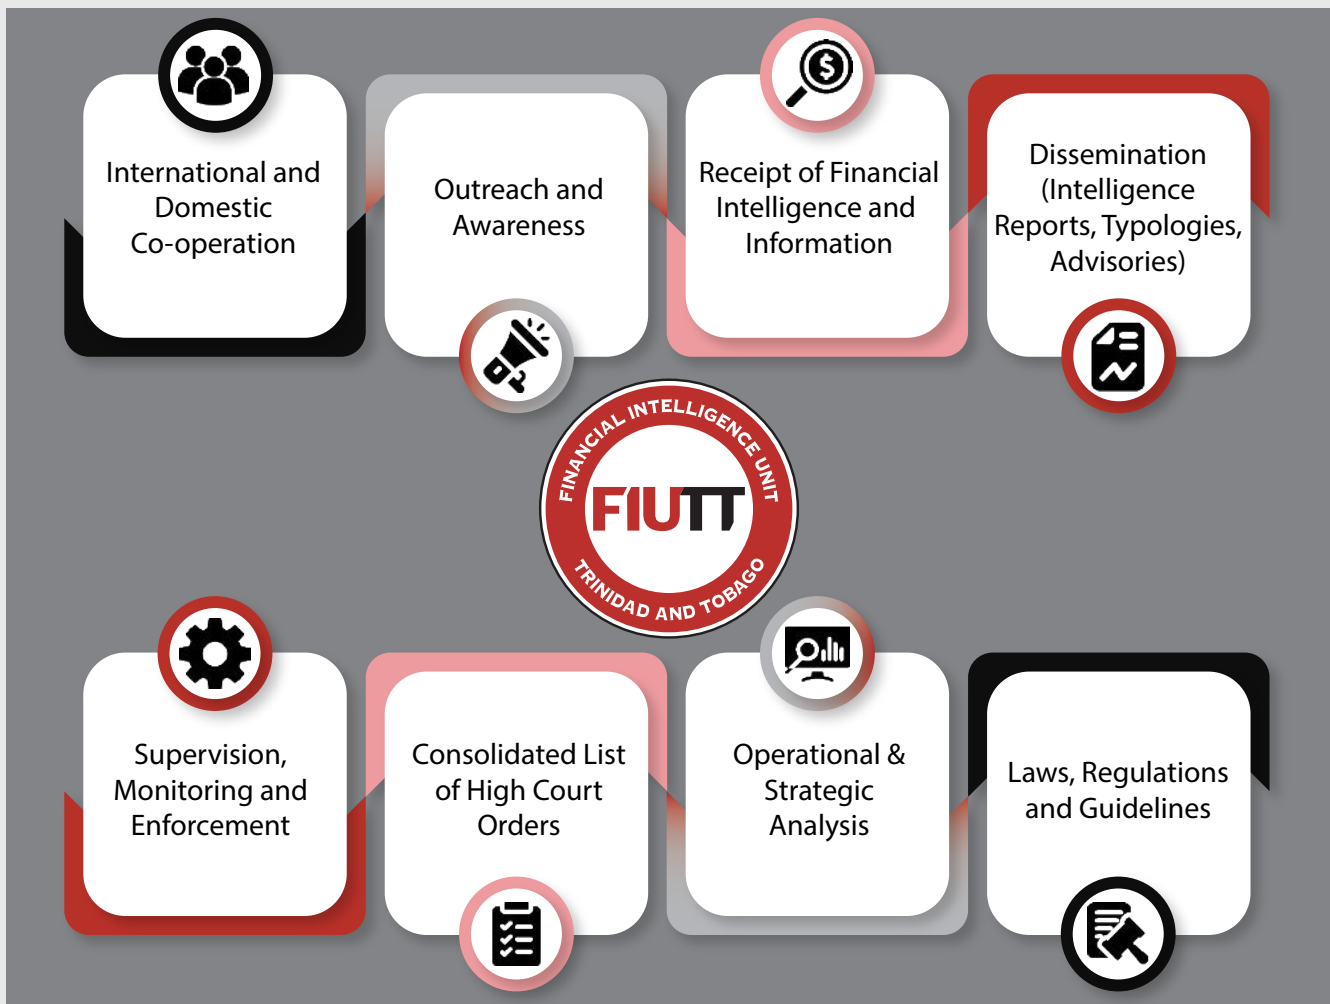 International and
Domestic
Co-operation
Outreach and
Awareness
Receipt of Financial
Intelligence and
Information
Dissemination
(Intelligence
Reports, Typologies,
Advisories)
FINANCIAL INTELLIGENCE UNIT
FIUTT
TRINIDAD AND TOBAGO
Supervision,
Monitoring and
Enforcement
Consolidated List
of High Court
Orders
Operational &
Strategic
Analysis
Laws, Regulations
and Guidelines